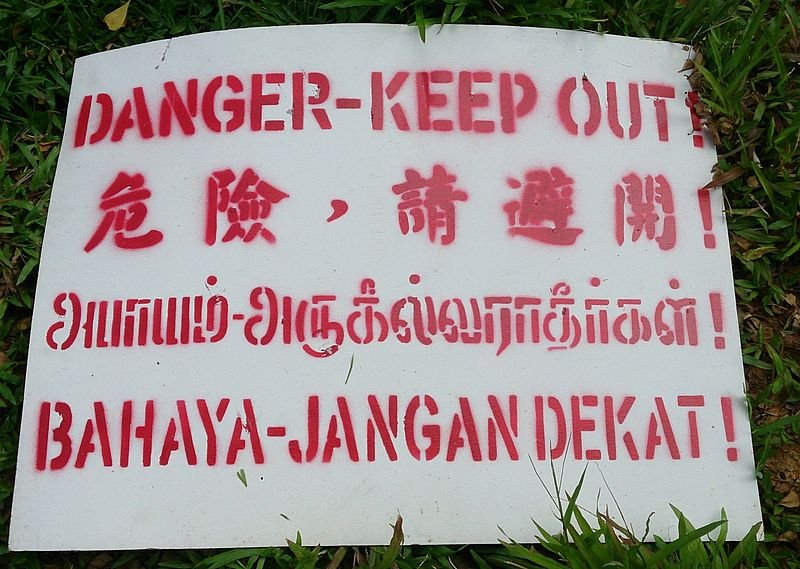 DANGER-KEEP OUT!
危險，請避開！
அபாயம்-அருகில்வராதீர்கள்!
BAHAYA-JANGAN DEKAT!